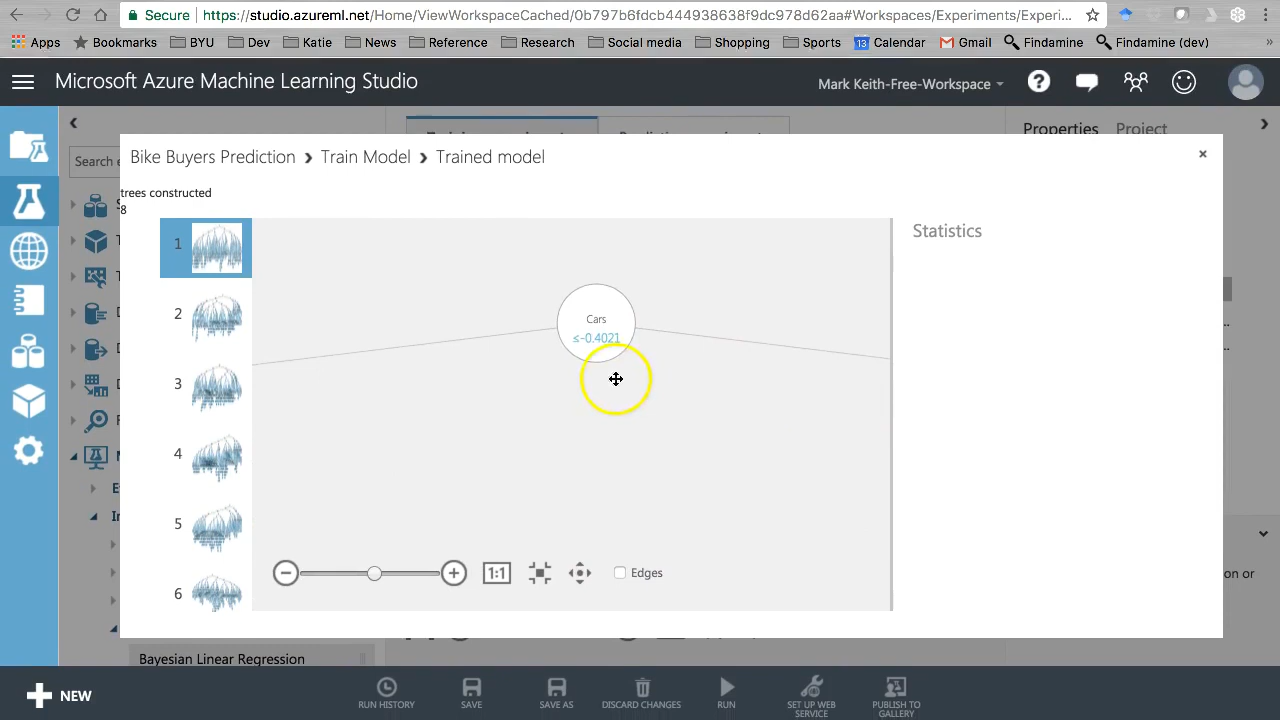 Secure https://studio.azureml.net/Home/ViewWorkspaceCached/0b797b6fdcb444938638f9dc978d62aa#Workspaces/Experiments/Experi...
Apps Bookmarks BYU Dev Katie News Reference Research Social media Shopping Sports 13 Calendar Gmail Findamine Findamine (dev) »
Microsoft Azure Machine Learning Studio
Mark Keith-Free-Workspace
Properties Project
Search e
Bike Buyers Prediction > Train Model > Trained model
×
trees constructed
8
Statistics
1
2
3
4
5
6
Cars
≤-0.4021
1:1
Edges
on or
Bayesian Linear Regression
NEW
RUN HISTORY
SAVE
SAVE AS
DISCARD CHANGES
RUN
SET UP WEB
SERVICE
PUBLISH TO
GALLERY